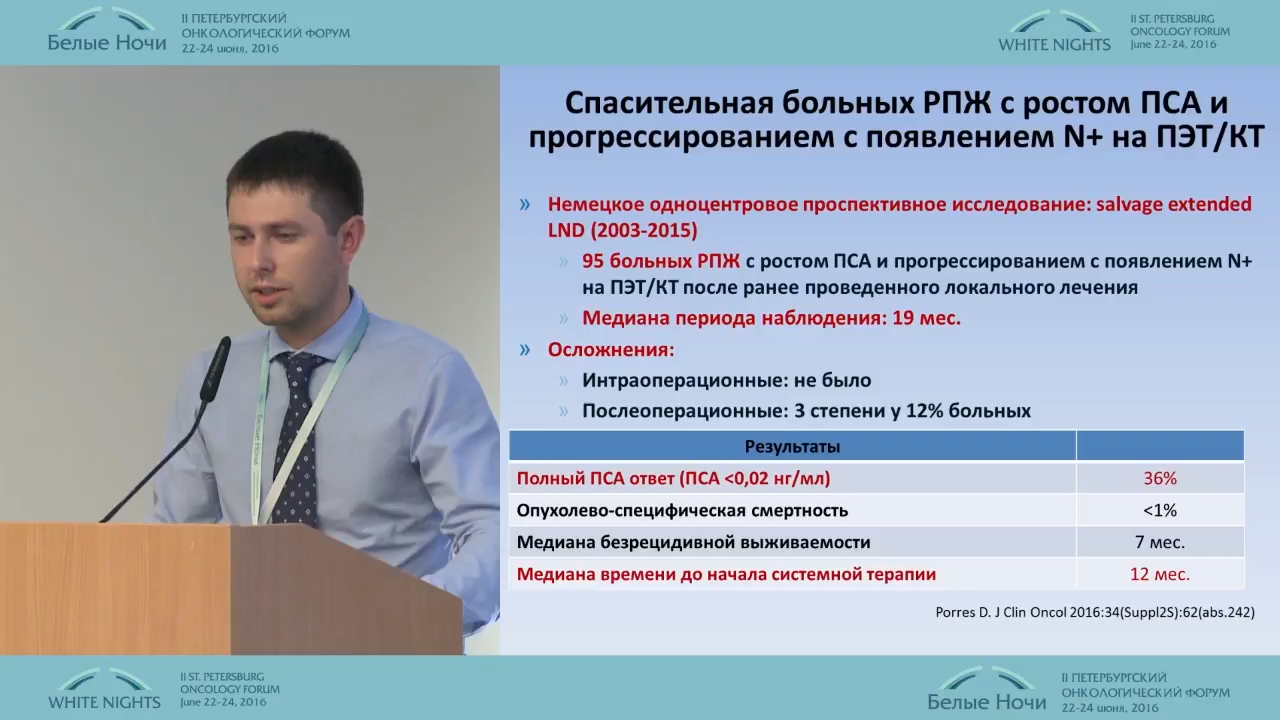 Белые Ночи
II ПЕТЕРБУРГСКИЙ
ОНКОЛОГИЧЕСКИЙ ФОРУМ
22-24 июня, 2016
WHITE NIGHTS
II ST. PETERSBURG
ONCOLOGY FORUM
June 22-24, 2016
Спасительная больных РПЖ с ростом ПСА и
прогрессированием с появлением N+ на ПЭТ/КТ
» Немецкое одноцентровое проспективное исследование: salvage extended
LND (2003-2015)
» 95 больных РПЖ с ростом ПСА и прогрессированием с появлением N+
на ПЭТ/КТ после ранее проведенного локального лечения
» Медиана периода наблюдения: 19 мес.
» Осложнения:
» Интраоперационные: не было
» Послеоперационные: 3 степени у 12% больных
Результаты
Полный ПСА ответ (ПСА <0,02 нг/мл) 36%
Опухолево-специфическая смертность <1%
Медиана безрецидивной выживаемости 7 мес.
Медиана времени до начала системной терапии 12 мес.
Porres D. J Clin Oncol 2016:34(Suppl2S):62(abs.242)
WHITE NIGHTS
II ST. PETERSBURG
ONCOLOGY FORUM
June 22-24, 2016
Белые Ночи
II ПЕТЕРБУРГСКИЙ
ОНКОЛОГИЧЕСКИЙ ФОРУМ
22-24 июня, 2016